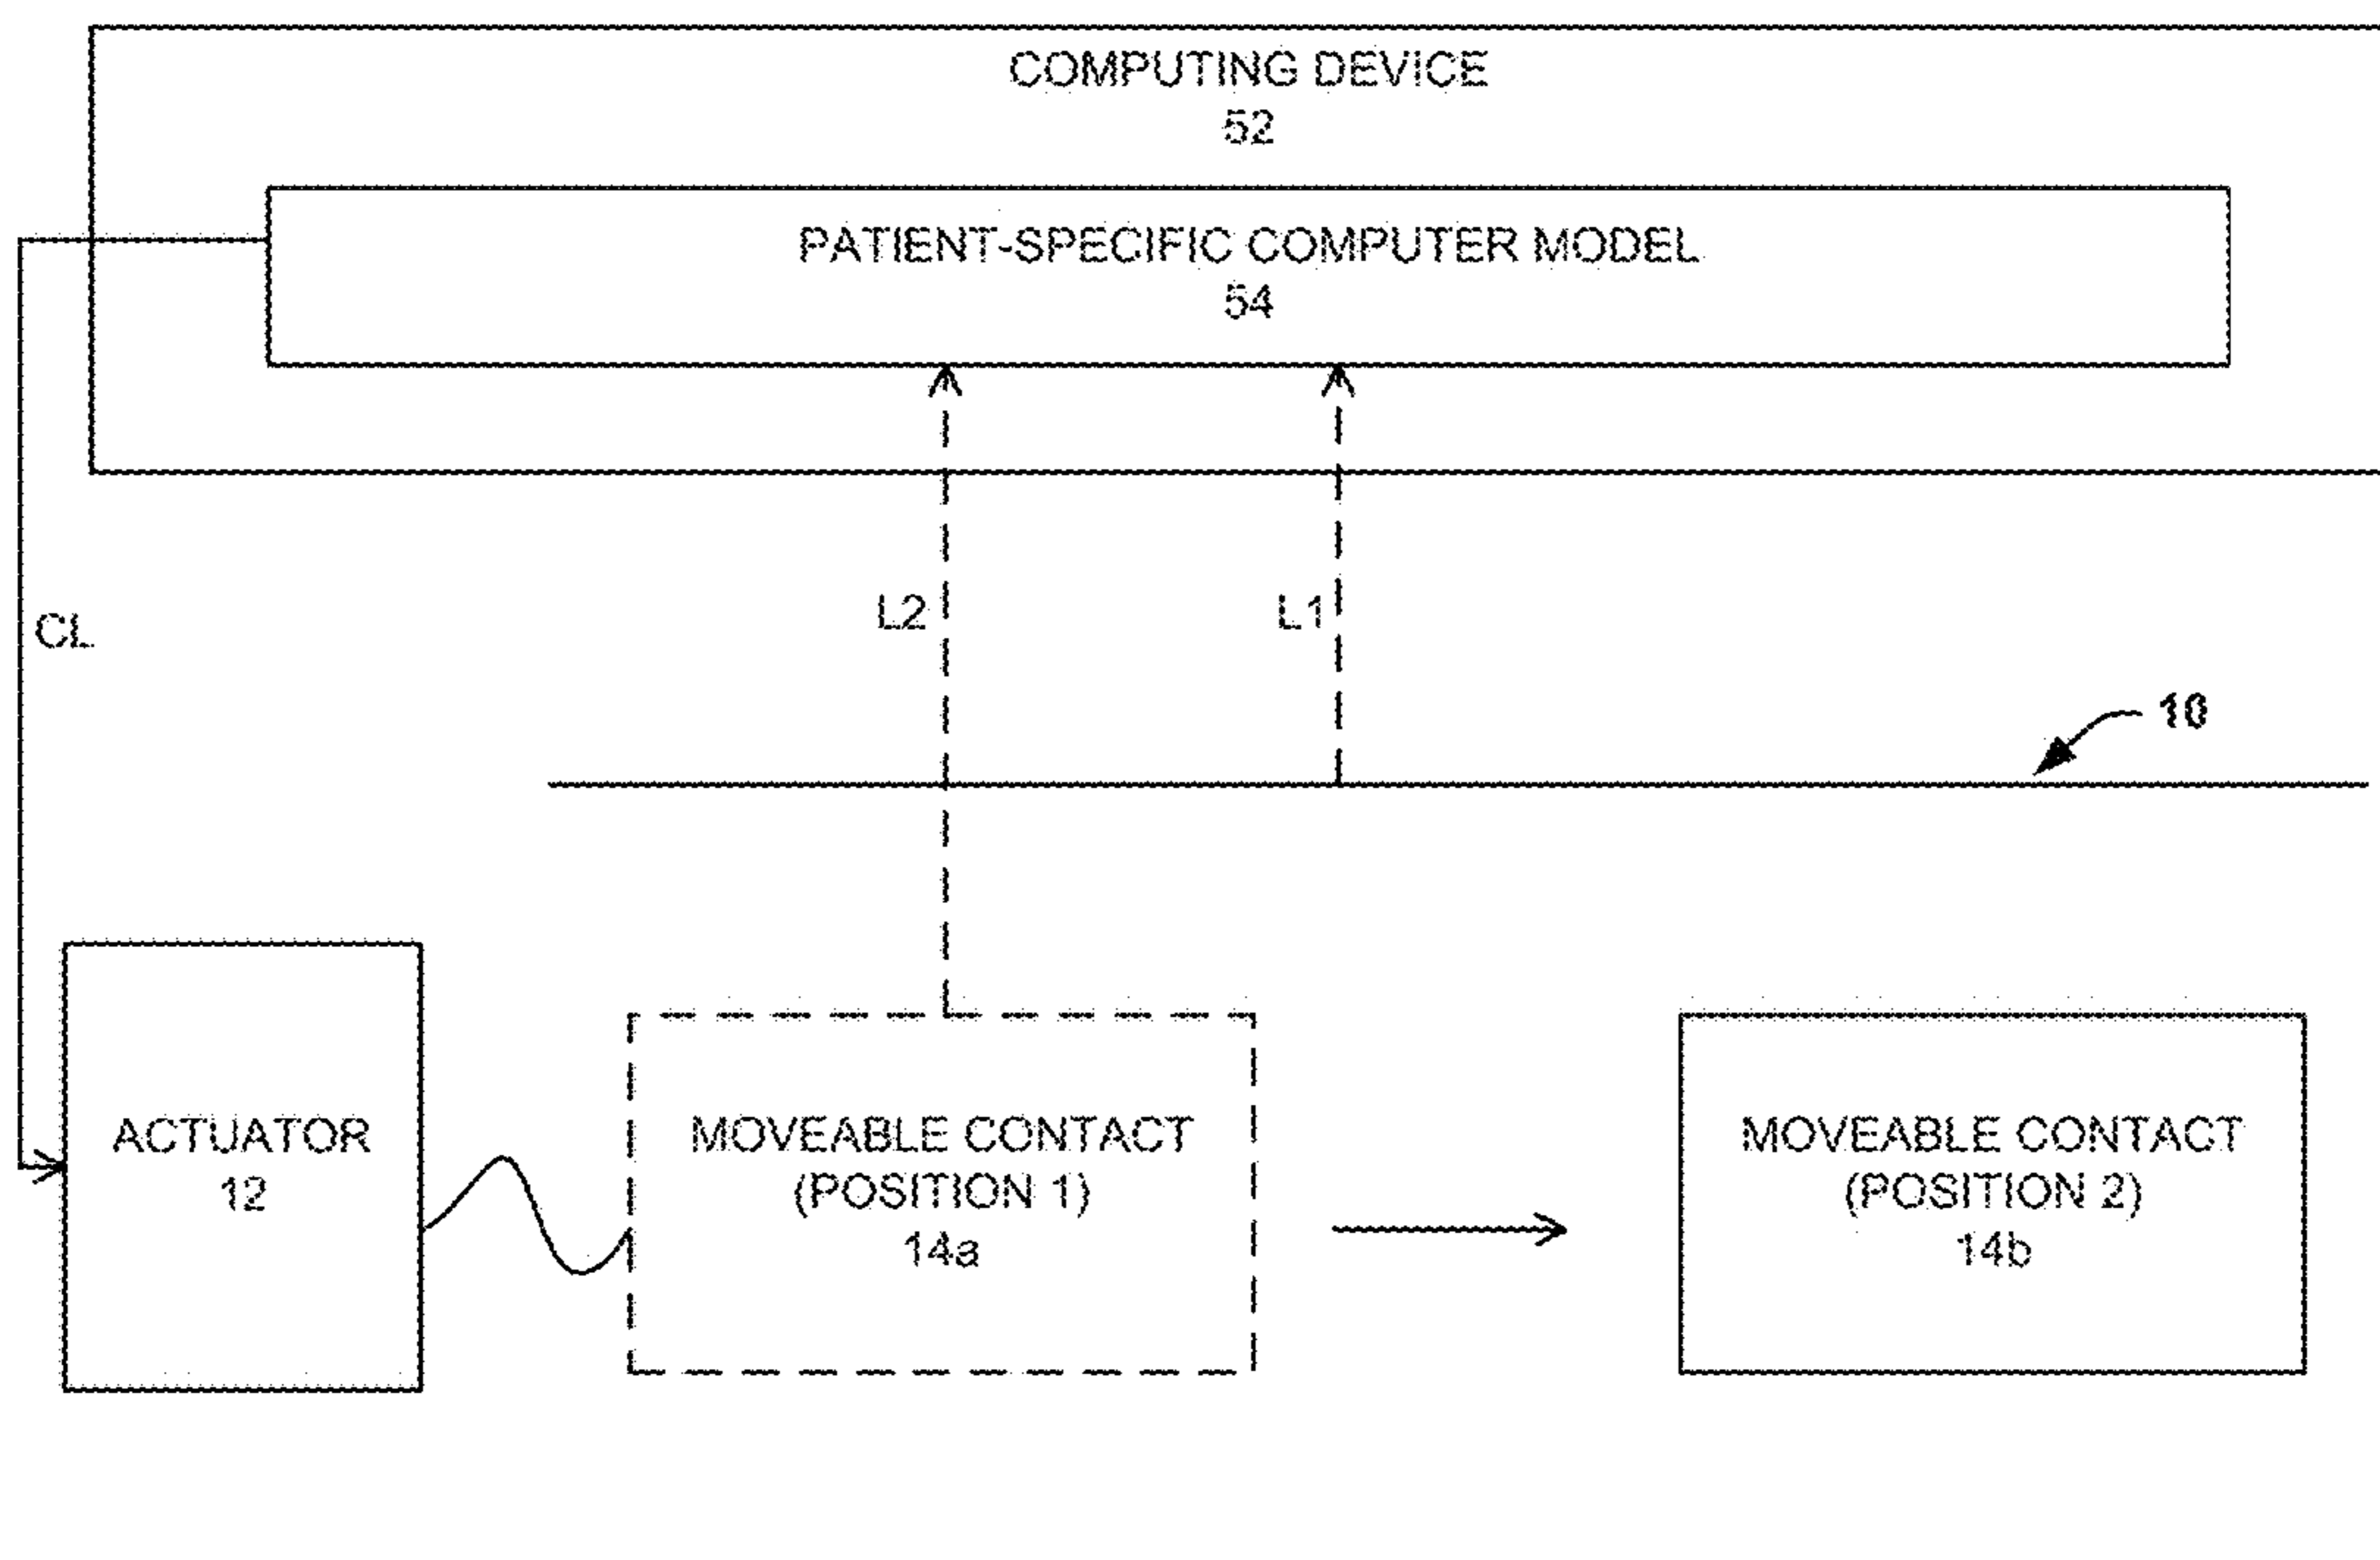 COMPUTING DEVICE
52
PATIENT-SPECIFIC COMPUTER MODEL
54
CL
L2
L1
10
ACTUATOR
12
MOVEABLE CONTACT
(POSITION 1)
14a
MOVEABLE CONTACT
(POSITION 2)
14b